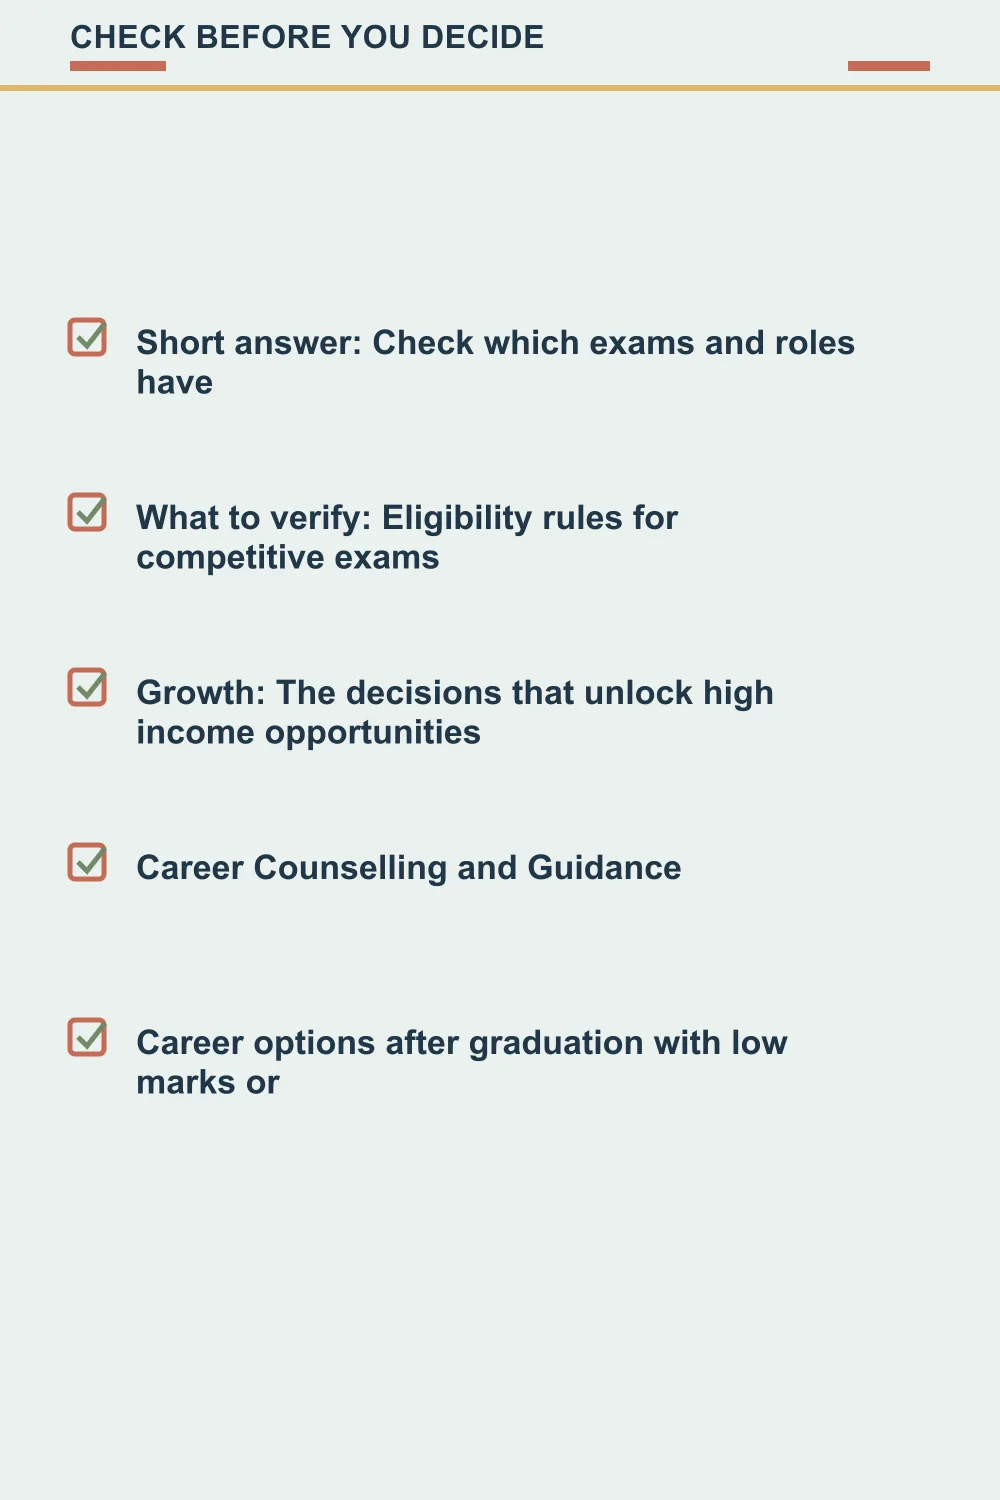 CHECK BEFORE YOU DECIDE
Short answer: Check which exams and roles
have
What to verify: Eligibility rules for
competitive exams
Growth: The decisions that unlock high
income opportunities
Career Counselling and Guidance
Career options after graduation with low
marks or